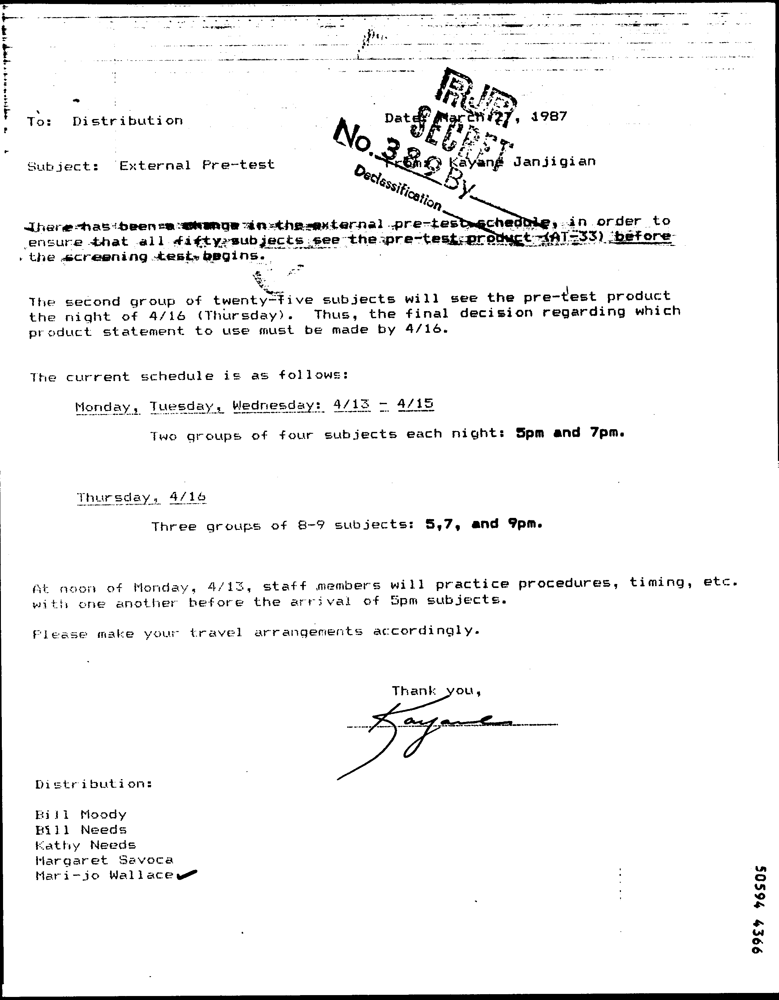 To: Distribution
Date: March 27, 1987
RJR
SECRET
No. 389 By
Declassification
Subject: External Pre-test
From: Kayane Janjigian
There has been a change in the external pre-test schedule, in order to
ensure that all fifty subjects see the pre-test product (AT-33) before
the screening test begins.
The second group of twenty-five subjects will see the pre-test product
the night of 4/16 (Thursday). Thus, the final decision regarding which
product statement to use must be made by 4/16.
The current schedule is as follows:
Monday, Tuesday, Wednesday: 4/13 - 4/15
Two groups of four subjects each night: 5pm and 7pm.
Thursday, 4/16
Three groups of 8-9 subjects: 5,7, and 9pm.
At noon of Monday, 4/13, staff members will practice procedures, timing, etc.
with one another before the arrival of 5pm subjects.
Please make your travel arrangements accordingly.
Thank you,
Kayane
Distribution:
Bill Moody
Bill Needs
Kathy Needs
Margaret Savoca
Mari-jo Wallace
50594 4366